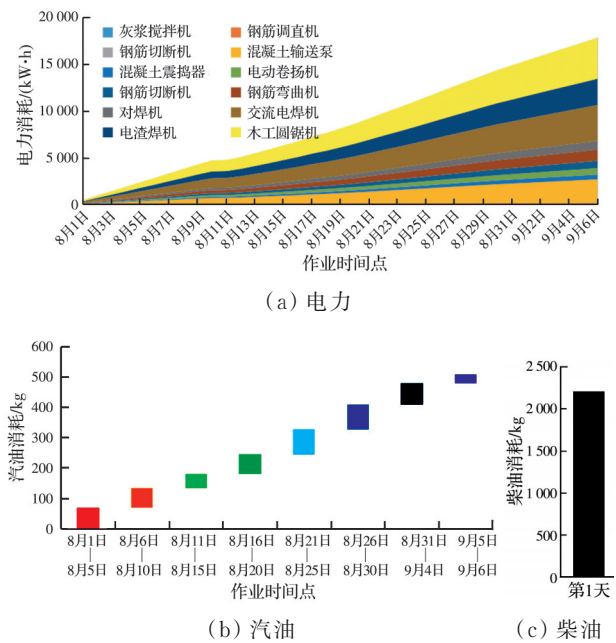 20 000
15 000
10 000
5 000
0
电力消耗/(kW·h)
灰浆搅拌机 钢筋调直机
钢筋切断机 混凝土输送泵
混凝土震捣器 电动卷扬机
钢筋切断机 钢筋弯曲机
对焊机 交流电焊机
电渣焊机 木工圆锯机
8月1日 8月3日 8月5日 8月7日 8月9日 8月11日 8月13日 8月15日 8月17日 8月19日 8月21日 8月23日 8月25日 8月27日 8月29日 8月31日 9月2日 9月4日 9月6日
作业时间点
(a) 电力
600
500
400
300
200
100
0
汽油消耗/kg
8月1日 8月6日 8月11日 8月16日 8月21日 8月26日 8月31日 9月5日
8月5日 8月10日 8月15日 8月20日 8月25日 8月30日 9月4日 9月6日
作业时间点
(b) 汽油
2 500
2 000
1 500
1 000
500
0
柴油消耗/kg
第1天
(c) 柴油